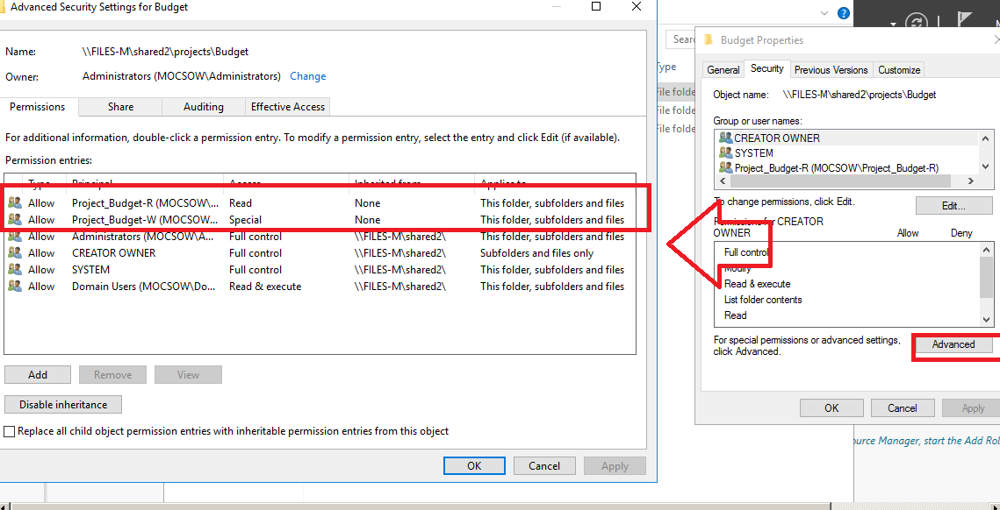 Advanced Security Settings for Budget
Name: \\FILES-M\shared2\projects\Budget
Owner: Administrators (MOCSOW\Administrators) Change
Permissions Share Auditing Effective Access
For additional information, double-click a permission entry. To modify a permission entry, select the entry and click Edit (if available).
Permission entries:
Type Principal Access Inherited from Applies to
Allow Project_Budget-R (MOCSOW\... Read None This folder, subfolders and files
Allow Project_Budget-W (MOCSOW... Special None This folder, subfolders and files
Allow Administrators (MOCSOW\A... Full control \\FILES-M\shared2\ This folder, subfolders and files
Allow CREATOR OWNER Full control \\FILES-M\shared2\ Subfolders and files only
Allow SYSTEM Full control \\FILES-M\shared2\ This folder, subfolders and files
Allow Domain Users (MOCSOW\Do... Read & execute \\FILES-M\shared2\ This folder, subfolders and files
Add Remove View
Disable inheritance
Replace all child object permission entries with inheritable permission entries from this object
OK Cancel Apply
?
Sear
ype
File folde
File folde
File folde
Budget Properties
General Security Previous Versions Customize
Object name: \\FILES-M\shared2\projects\Budget
Group or user names:
CREATOR OWNER
SYSTEM
Project_Budget-R (MOCSOW\Project_Budget-R)
To change permissions, click Edit. Edit...
Permissions for CREATOR
OWNER Allow Deny
Full control
Modify
Read & execute
List folder contents
Read
For special permissions or advanced settings,
click Advanced. Advanced
OK Cancel Apply
ource Manager, start the Add Rol